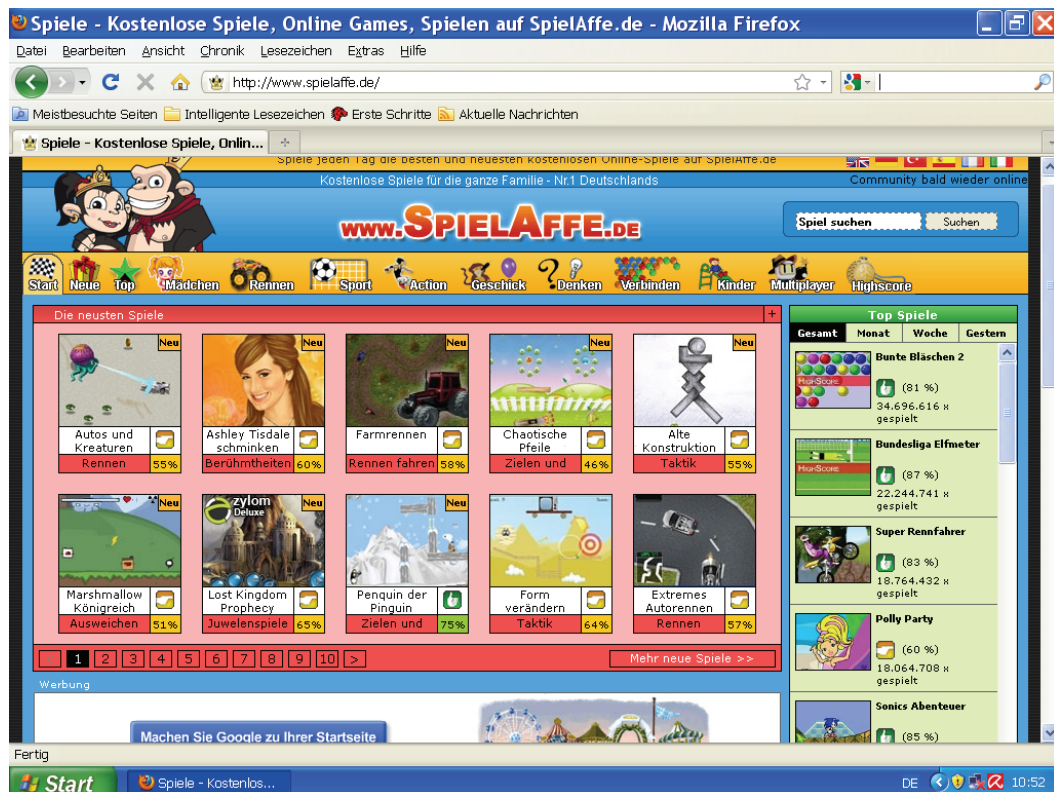 Spiele - Kostenlose Spiele, Online Games, Spielen auf SpielAffe.de - Mozilla Firefox
Datei Bearbeiten Ansicht Chronik Lesezeichen Extras Hilfe
http://www.spielaffe.de/
Meistbesuchte Seiten Intelligente Lesezeichen Erste Schritte Aktuelle Nachrichten
Spiele - Kostenlose Spiele, Onlin...
Spiele jeden Tag die besten und neuesten kostenlosen Online-Spiele auf SpielAffe.de
Kostenlose Spiele für die ganze Familie - Nr.1 Deutschlands
Community bald wieder online
www.SPIELAFFE.DE
Spiel suchen Suchen
Start Neue Top Mädchen Rennen Sport Action Geschick Denken Verbinden Kinder Multiplayer Highscore
Die neusten Spiele +
Neu Neu Neu Neu Neu
Autos und Kreaturen
Rennen 55%
Ashley Tisdale schminken
Berühmtheiten 60%
Farmrennen
Rennen fahren 58%
Chaotische Pfeile
Zielen und 46%
Alte Konstruktion
Taktik 55%
Neu Neu Neu Neu Neu
zylom
Deluxe
Marshmallow Königreich
Ausweichen 51%
Lost Kingdom Prophecy
Juwelenspiele 65%
Penquin der Pinguin
Zielen und 75%
Form verändern
Taktik 64%
Extremes Autorennen
Rennen 57%
1 2 3 4 5 6 7 8 9 10 >
Mehr neue Spiele >>
Top Spiele
Gesamt Monat Woche Gestern
Bunte Bläschen 2
HIGHSCORE
(81 %)
34.696.616 x
gespielt
Bundesliga Elfmeter
HIGHSCORE
(87 %)
22.244.741 x
gespielt
Super Rennfahrer
(83 %)
18.764.432 x
gespielt
Polly Party
(60 %)
18.064.708 x
gespielt
Sonics Abenteuer
(85 %)
Werbung
Machen Sie Google zu Ihrer Startseite
Fertig
Start
Spiele - Kostenlos...
DE 10:52